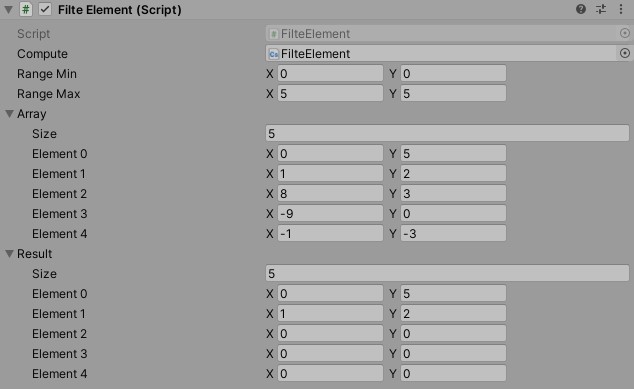 # Filte Element (Script)
Script # FilteElement
Compute FilteElement
Range Min X 0 Y 0
Range Max X 5 Y 5
Array
Size 5
Element 0 X 0 Y 5
Element 1 X 1 Y 2
Element 2 X 8 Y 3
Element 3 X -9 Y 0
Element 4 X -1 Y -3
Result
Size 5
Element 0 X 0 Y 5
Element 1 X 1 Y 2
Element 2 X 0 Y 0
Element 3 X 0 Y 0
Element 4 X 0 Y 0